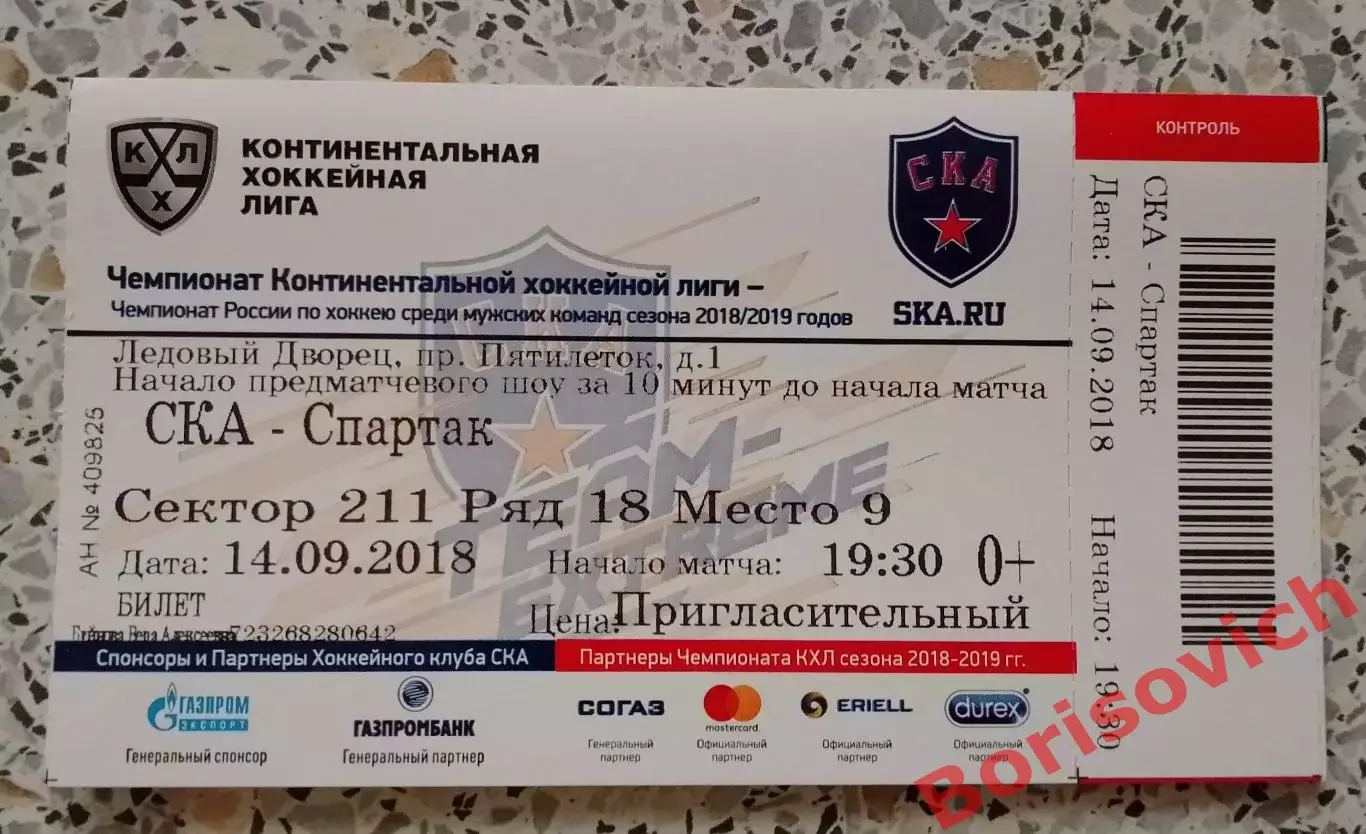 КХЛ
Х
КОНТИНЕНТАЛЬНАЯ
ХОККЕЙНАЯ
ЛИГА
СКА
SKA.RU
Чемпионат Континентальной хоккейной лиги –
Чемпионат России по хоккею среди мужских команд сезона 2018/2019 годов
Ледовый Дворец, пр. Пятилеток, д.1
Начало предматчевого шоу за 10 минут до начала матча
СКА - Спартак
TEAM-
EXTREME
Сектор 211 Ряд 18 Место 9
Дата: 14.09.2018 Начало матча: 19:30 0+
БИЛЕТ
Цена: Пригласительный
Вера Алексеевна 723268280642
АН № 409825
Спонсоры и Партнеры Хоккейного клуба СКА
Партнеры Чемпионата КХЛ сезона 2018-2019 гг.
ГАЗПРОМ
ЭКСПОРТ
Генеральный спонсор
ГАЗПРОМБАНК
Генеральный партнер
СОГАЗ
Генеральный
партнер
mastercard
Официальный
партнер
ERIELL
Официальный
партнер
durex
Официальный
партнер
КОНТРОЛЬ
СКА - Спартак
Дата: 14.09.2018 Начало: 19:30
Borisovich